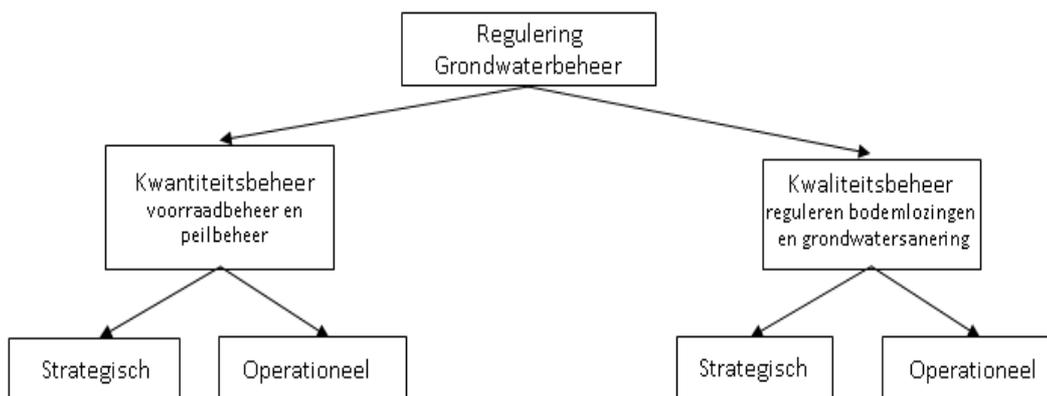 Regulering
Grondwaterbeheer
Kwantiteitsbeheer
voorraadbeheer en
peilbeheer
Kwaliteitsbeheer
reguleren bodemlozingen
en grondwatersanering
Strategisch
Operationeel
Strategisch
Operationeel